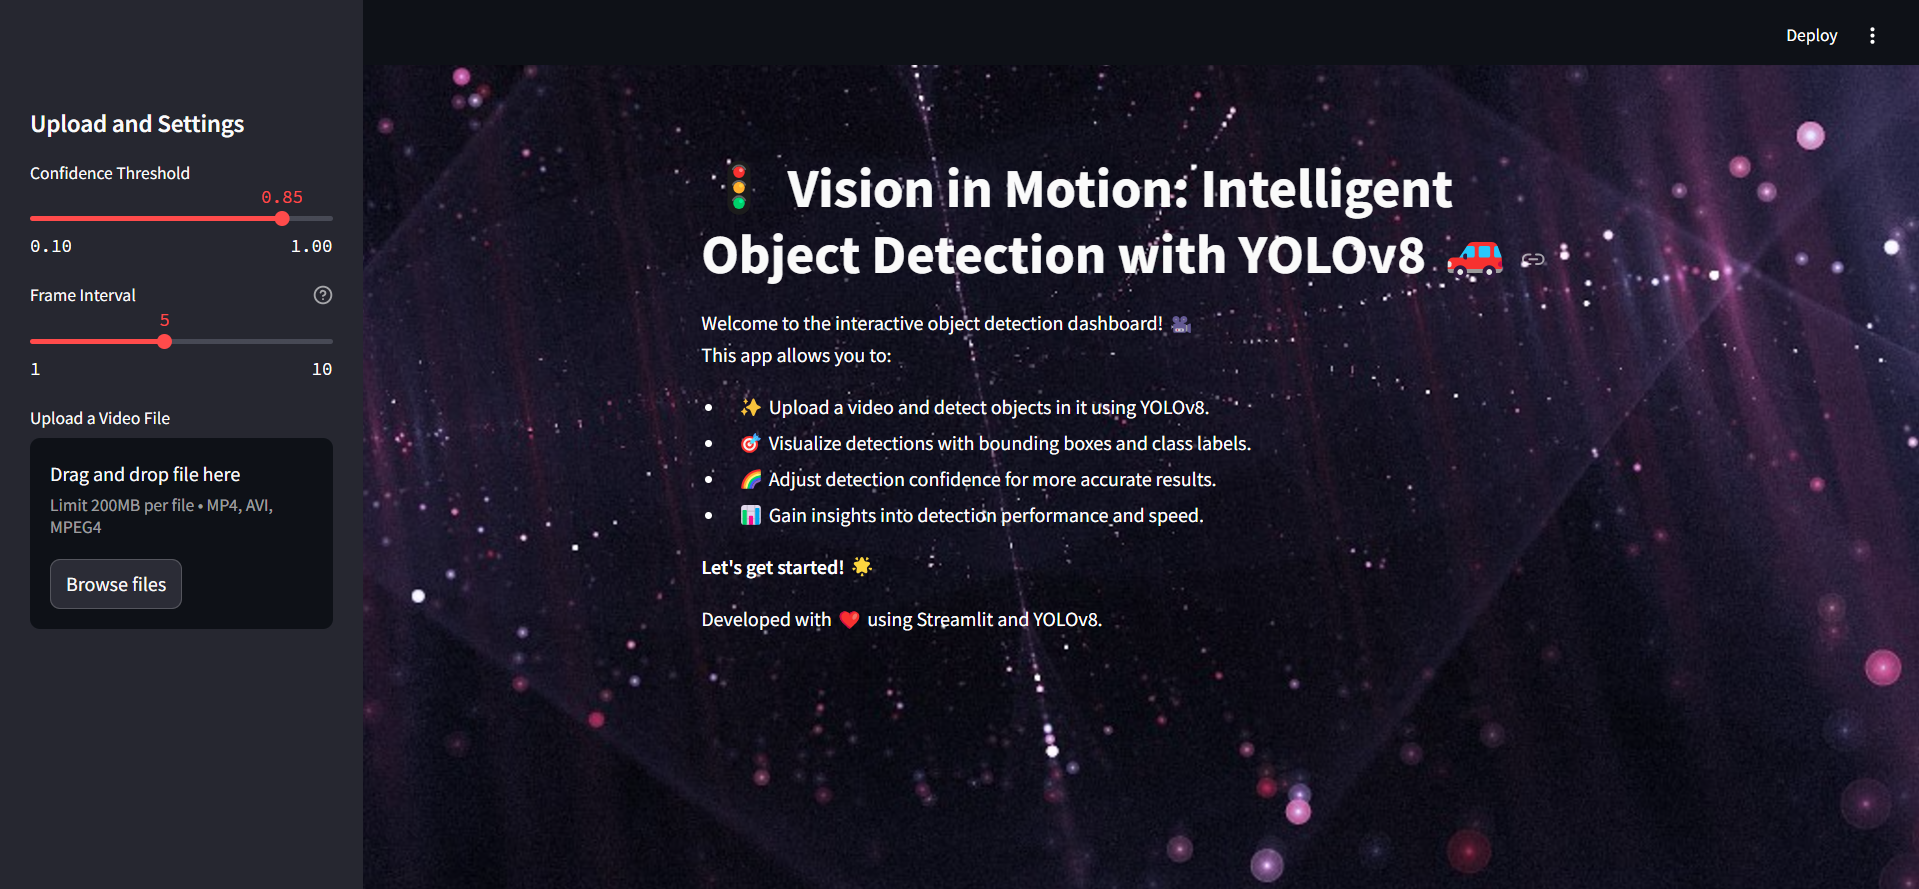 Deploy
Upload and Settings
Confidence Threshold
0.85
0.10 1.00
Frame Interval
5
1 10
Upload a Video File
Drag and drop file here
Limit 200MB per file • MP4, AVI,
MPEG4
Browse files
🚦 Vision in Motion: Intelligent
Object Detection with YOLOv8 🚗
Welcome to the interactive object detection dashboard! 🎥
This app allows you to:
• ✨ Upload a video and detect objects in it using YOLOv8.
• 🎯 Visualize detections with bounding boxes and class labels.
• 🌈 Adjust detection confidence for more accurate results.
• 📊 Gain insights into detection performance and speed.
Let's get started! 🌟
Developed with ❤️ using Streamlit and YOLOv8.